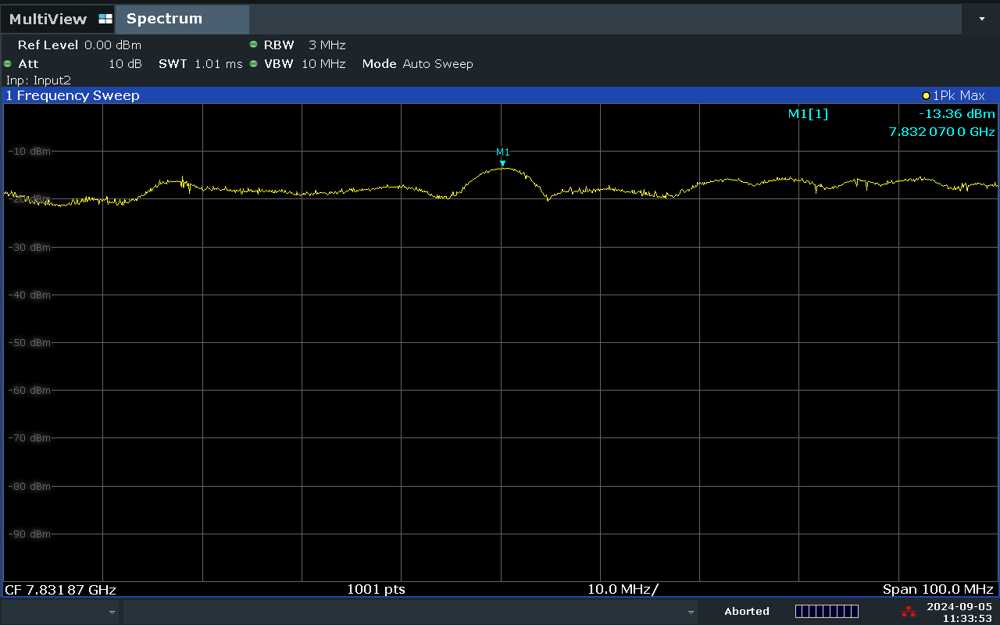 MultiView Spectrum
Ref Level 0.00 dBm RBW 3 MHz
Att 10 dB SWT 1.01 ms VBW 10 MHz Mode Auto Sweep
Inp: Input2
1 Frequency Sweep 1Pk Max
M1[1] -13.36 dBm
7.832 070 0 GHz
-10 dBm
M1
-20 dBm
-30 dBm
-40 dBm
-50 dBm
-60 dBm
-70 dBm
-80 dBm
-90 dBm
CF 7.831 87 GHz 1001 pts 10.0 MHz/ Span 100.0 MHz
Aborted
2024-09-05
11:33:53